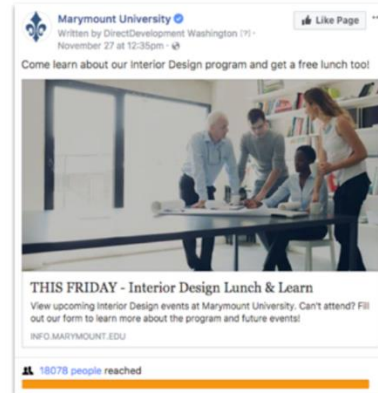 Marymount University
Like Page
Written by DirectDevelopment Washington [?] ·
November 27 at 12:35pm ·
Come learn about our Interior Design program and get a free lunch too!
THIS FRIDAY - Interior Design Lunch & Learn
View upcoming Interior Design events at Marymount University. Can't attend? Fill
out our form to learn more about the program and future events!
INFO.MARYMOUNT.EDU
18078 people reached